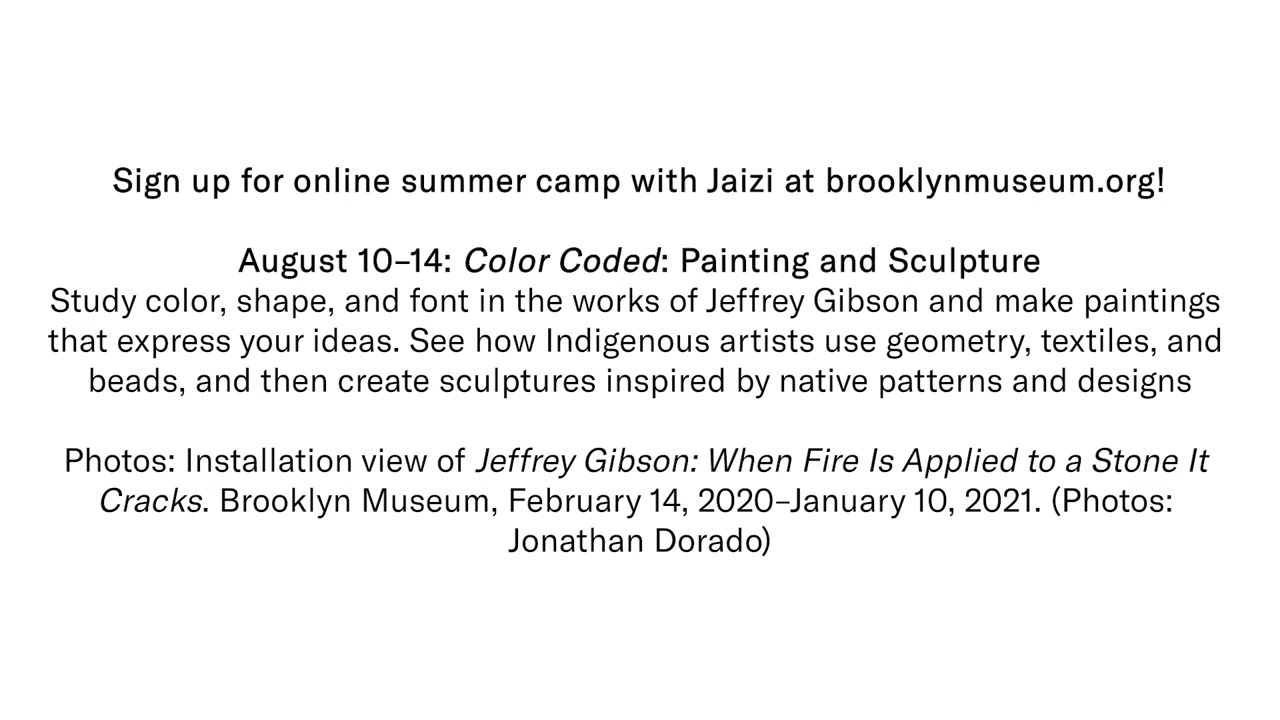 Sign up for online summer camp with Jaizi at brooklynmuseum.org!
August 10–14: Color Coded: Painting and Sculpture
Study color, shape, and font in the works of Jeffrey Gibson and make paintings
that express your ideas. See how Indigenous artists use geometry, textiles, and
beads, and then create sculptures inspired by native patterns and designs
Photos: Installation view of Jeffrey Gibson: When Fire Is Applied to a Stone It
Cracks. Brooklyn Museum, February 14, 2020–January 10, 2021. (Photos:
Jonathan Dorado)